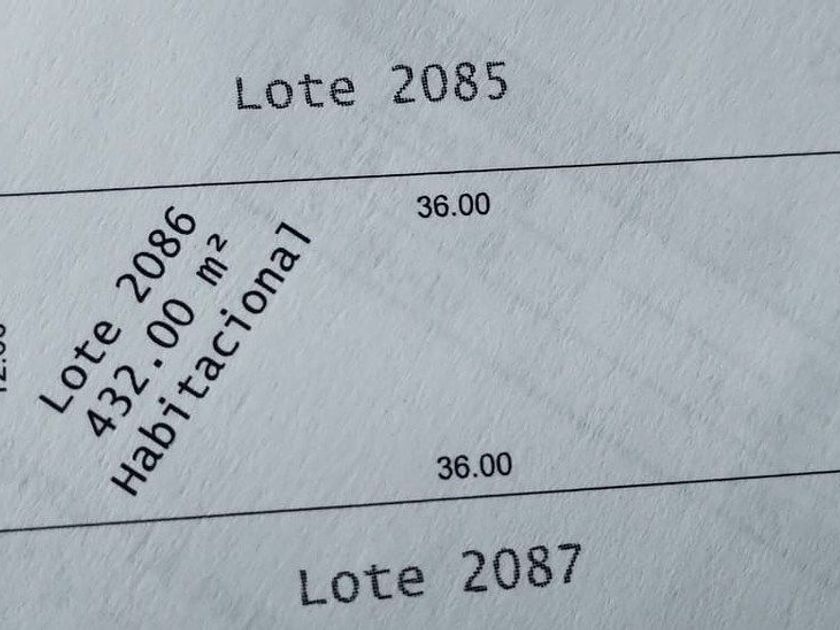 Lote 2085
36.00
Lote 2086
432.00 m²
Habitacional
36.00
Lote 2087